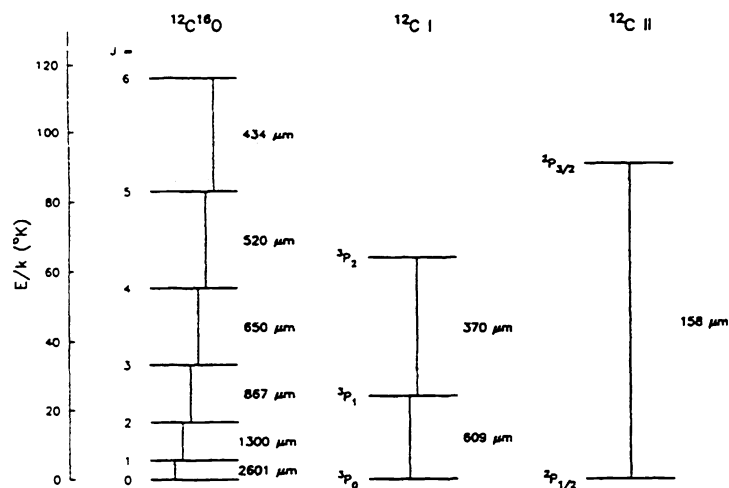 ¹²C¹⁶O
¹²C I
¹²C II
J =
E/k (°K)
120
100
80
60
40
20
0
6
434 μm
5
520 μm
4
650 μm
3
867 μm
2
1300 μm
1
2601 μm
0
³P₂
370 μm
³P₁
609 μm
³P₀
²P₃/₂
158 μm
²P₁/₂